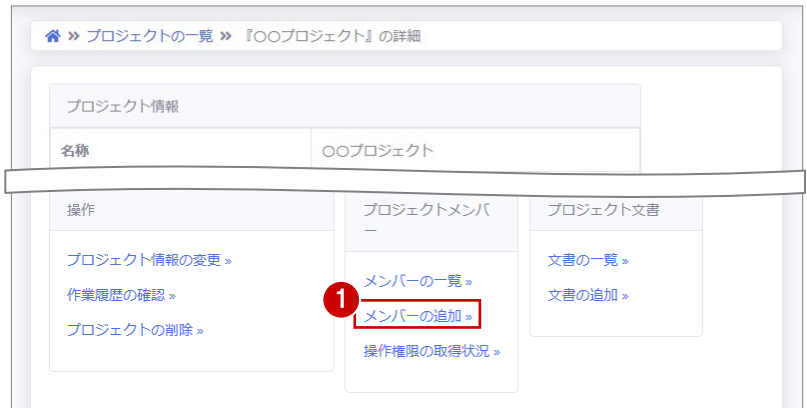 » プロジェクトの一覧 » 『〇〇プロジェクト』の詳細
プロジェクト情報
名称
〇〇プロジェクト
操作
プロジェクト情報の変更 »
作業履歴の確認 »
プロジェクトの削除 »
プロジェクトメンバ
ー
メンバーの一覧 »
1
メンバーの追加 »
操作権限の取得状況 »
プロジェクト文書
文書の一覧 »
文書の追加 »